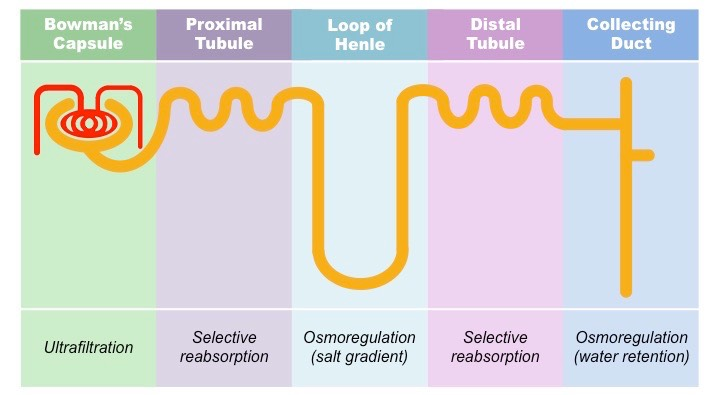 Bowman's
Capsule
Proximal
Tubule
Loop of
Henle
Distal
Tubule
Collecting
Duct
Ultrafiltration
Selective
reabsorption
Osmoregulation
(salt gradient)
Selective
reabsorption
Osmoregulation
(water retention)